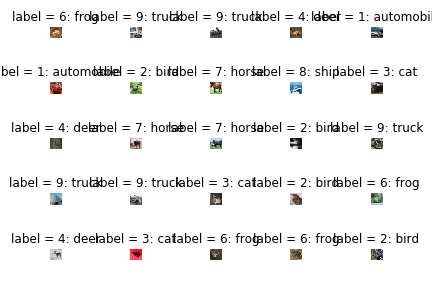 label = 6: frog label = 9: truck label = 9: truck label = 4: deer label = 1: automobil
bel = 1: automobile label = 2: bird label = 7: horse label = 8: ship label = 3: cat
label = 4: deer label = 7: horse label = 7: horse label = 2: bird label = 9: truck
label = 9: truck label = 9: truck label = 3: cat label = 2: bird label = 6: frog
label = 4: deer label = 3: cat label = 6: frog label = 6: frog label = 2: bird